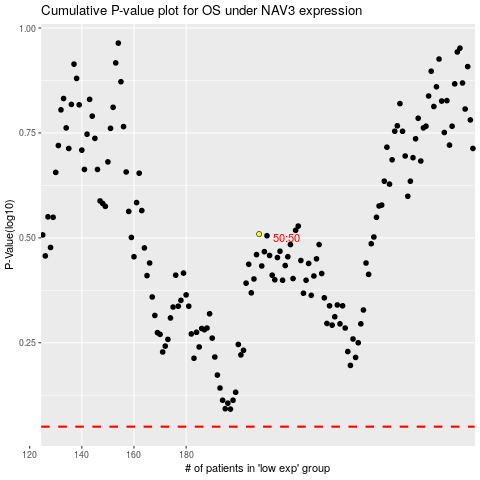 Cumulative P-value plot for OS under NAV3 expression
P-Value(log10)
1.00
0.75
0.50
0.25
50:50
120 140 160 180
# of patients in 'low exp' group